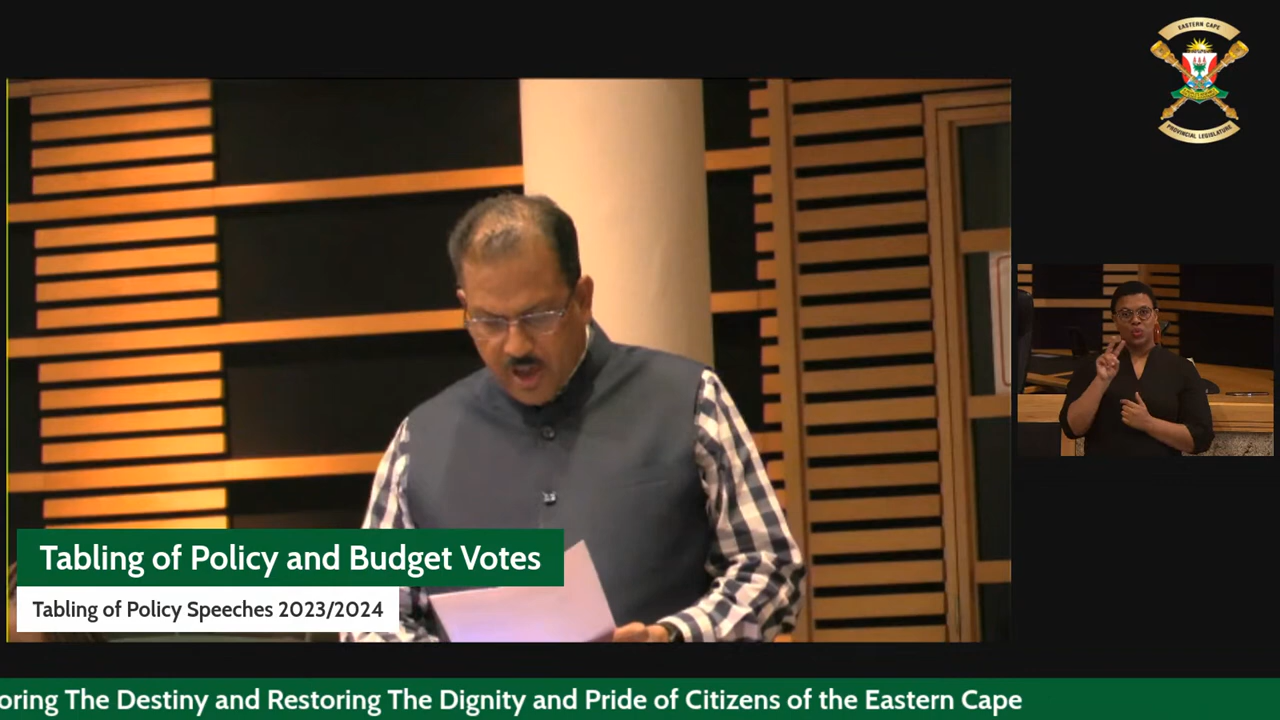 EASTERN CAPE
PROVINCIAL LEGISLATURE
Tabling of Policy and Budget Votes
Tabling of Policy Speeches 2023/2024
oring The Destiny and Restoring The Dignity and Pride of Citizens of the Eastern Cape